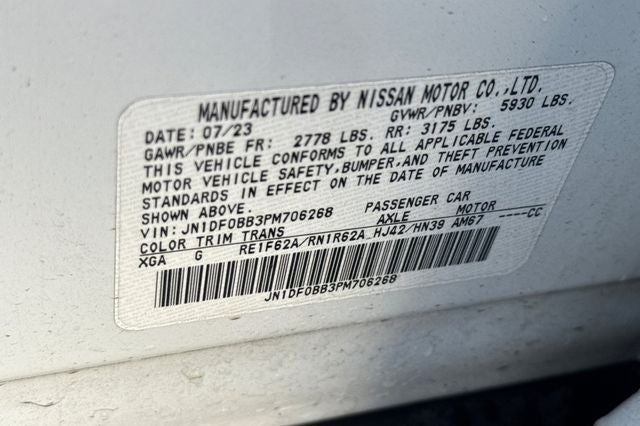 MANUFACTURED BY NISSAN MOTOR CO.,LTD.
DATE: 07/23 GVWR/PNBV: 5930 LBS.
GAWR/PNBE FR: 2778 LBS. RR: 3175 LBS.
THIS VEHICLE CONFORMS TO ALL APPLICABLE FEDERAL
MOTOR VEHICLE SAFETY,BUMPER,AND THEFT PREVENTION
STANDARDS IN EFFECT ON THE DATE OF MANUFACTURE
SHOWN ABOVE.
VIN: JN1DF0BB3PM706268 PASSENGER CAR
COLOR TRIM TRANS AXLE MOTOR
XGA G RE1F62A/RN1R62A HJ42/HN39 AM67 ----CC
JN1DF0BB3PM706268